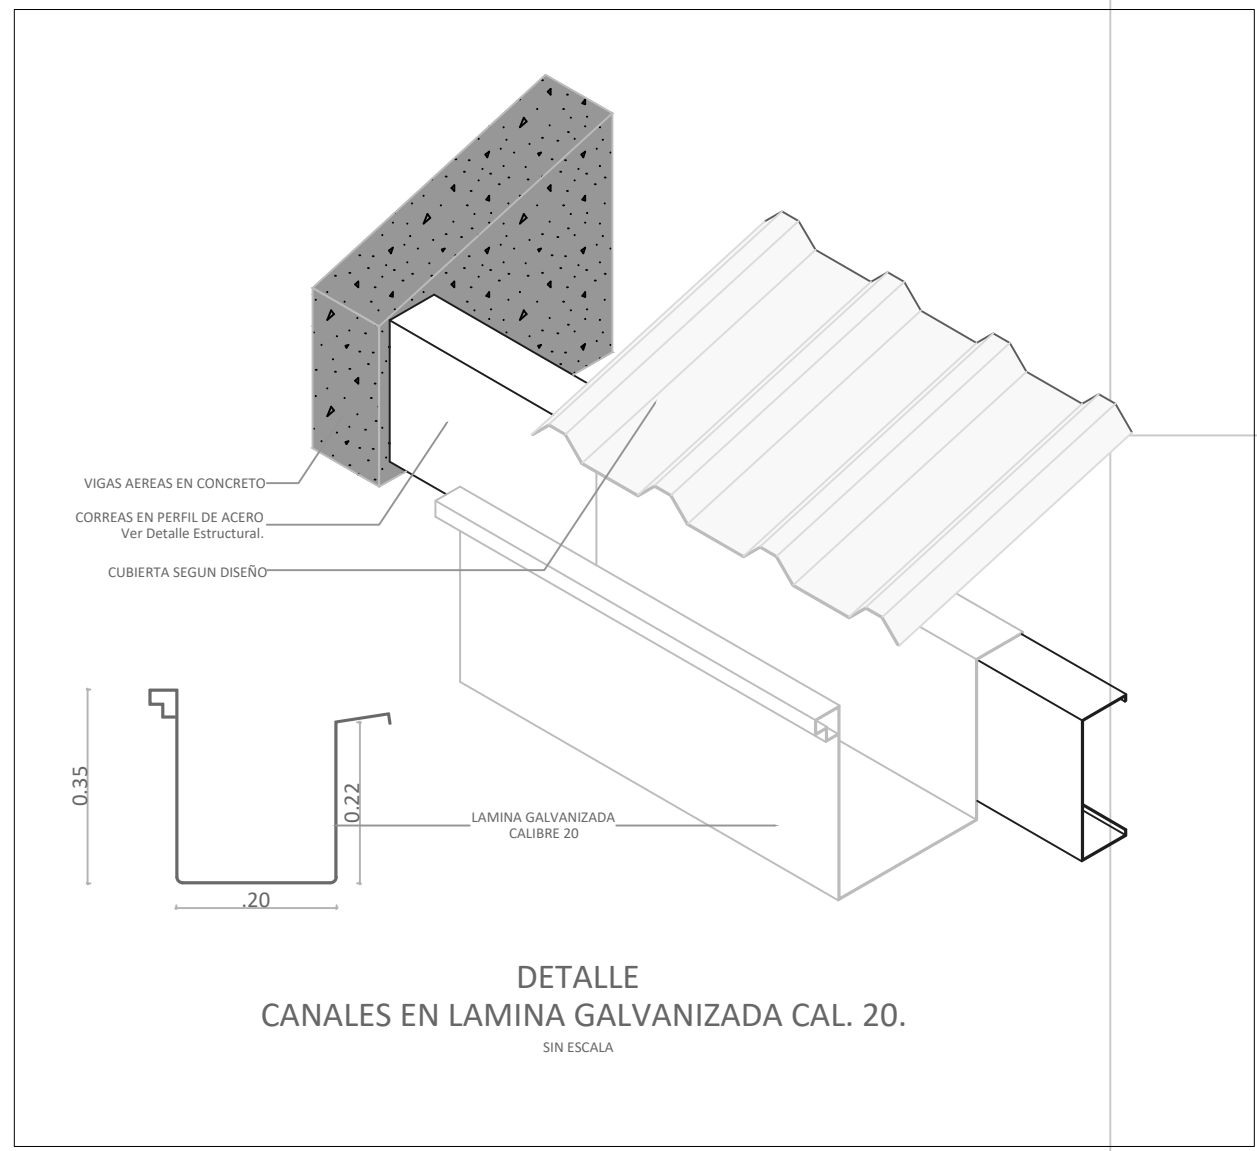 VIGAS AEREAS EN CONCRETO
CORREAS EN PERFIL DE ACERO
Ver Detalle Estructural.
CUBIERTA SEGUN DISEÑO
0.35
0.22
.20
LAMINA GALVANIZADA
CALIBRE 20
DETALLE
CANALES EN LAMINA GALVANIZADA CAL. 20.
SIN ESCALA